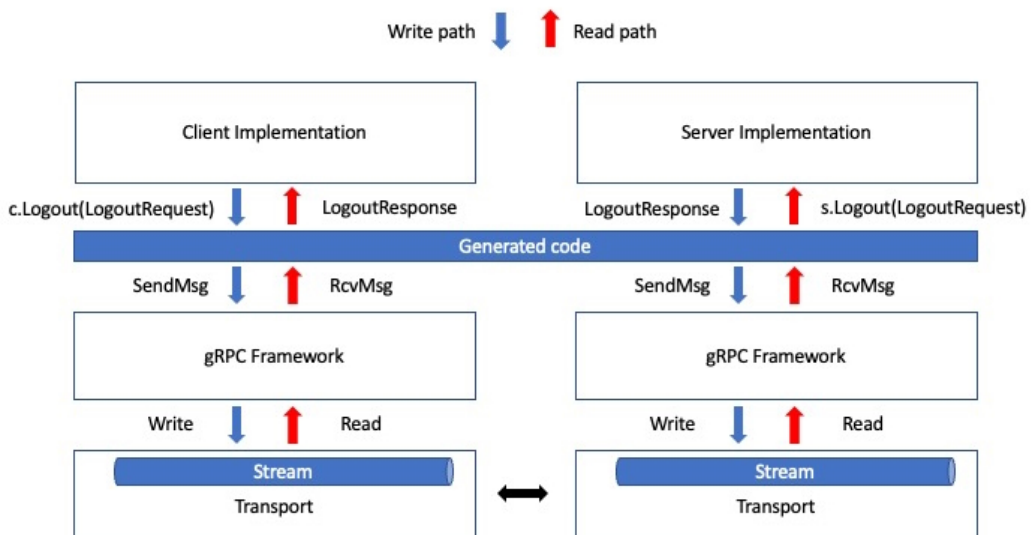 Write path Read path
Client Implementation Server Implementation
c.Logout(LogoutRequest) LogoutResponse LogoutResponse s.Logout(LogoutRequest)
Generated code
SendMsg RcvMsg SendMsg RcvMsg
gRPC Framework gRPC Framework
Write Read Write Read
Stream Stream
Transport Transport